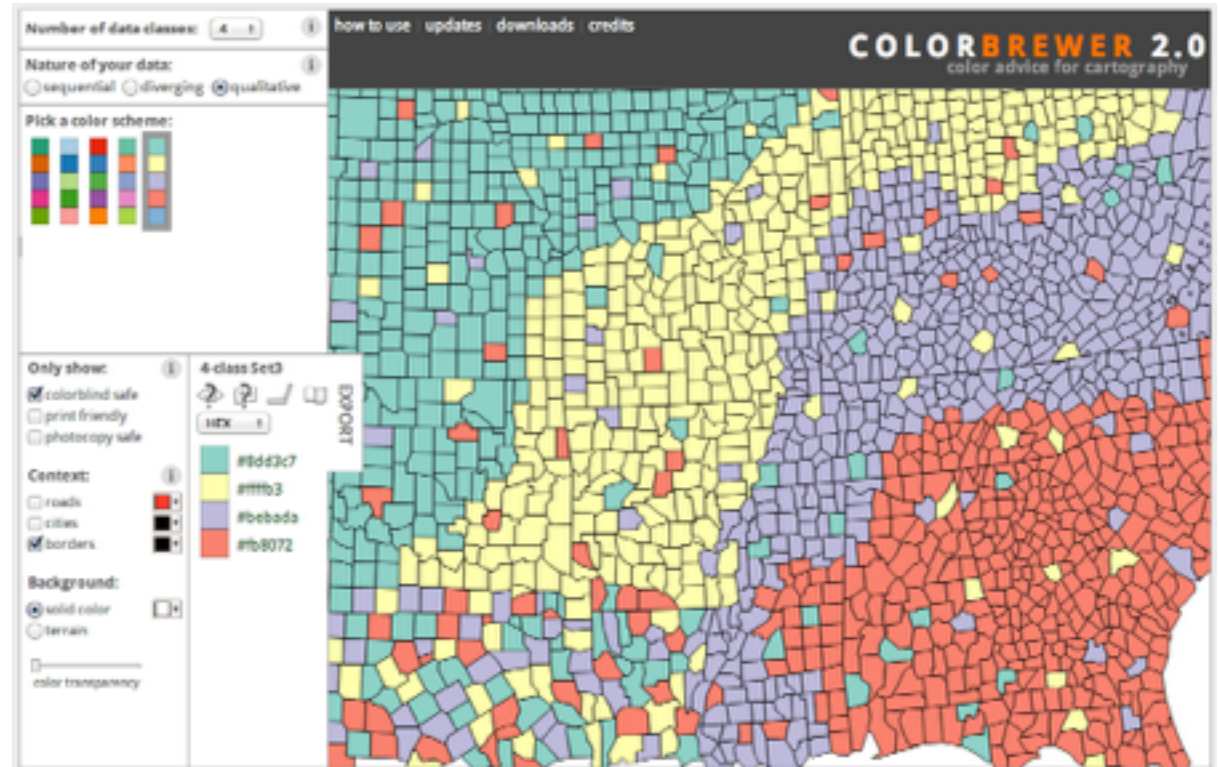 Number of data classes: 4
how to use updates downloads credits
COLORBREWER 2.0
color advice for cartography
Nature of your data:
sequential diverging qualitative
Pick a color scheme:
Only show:
colorblind safe
print friendly
photocopy safe
Context:
roads
cities
borders
Background:
solid color
terrain
color transparency
4-class Set3
EXPORT
HEX
#8dd3c7
#ffffb3
#bebada
#fb8072